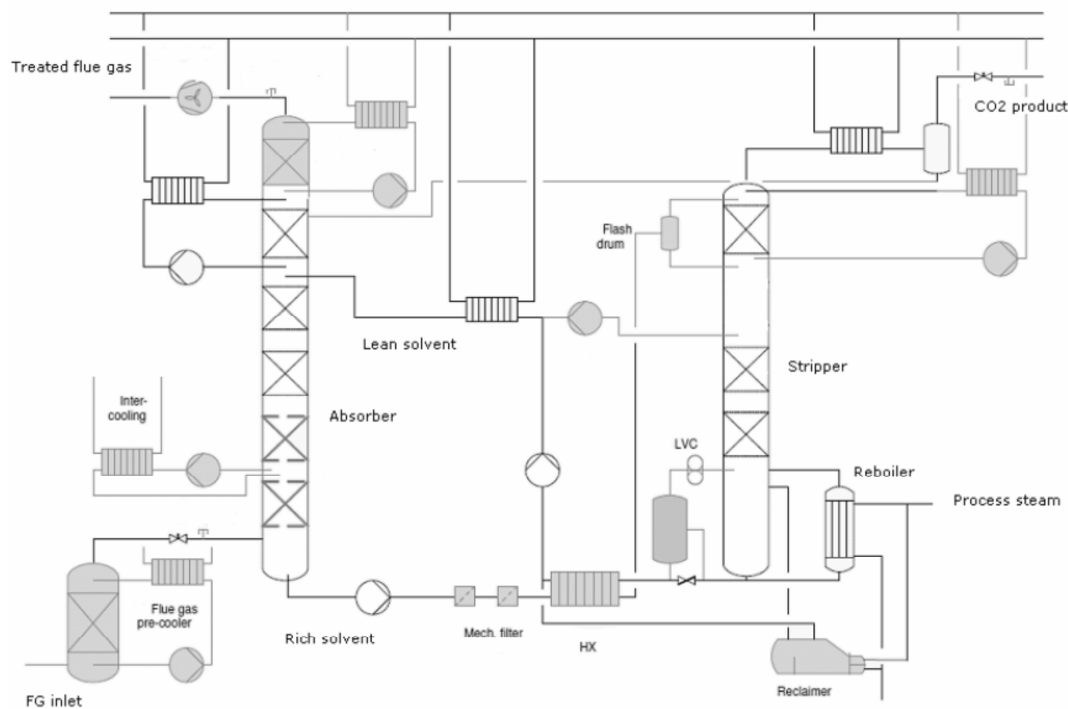 Treated flue gas
CO2 product
Flash
drum
Lean solvent
Stripper
Inter-
cooling
Absorber
LVC
Reboiler
Process steam
Flue gas
pre-cooler
Rich solvent
Mech. filter
HX
Reclaimer
FG inlet